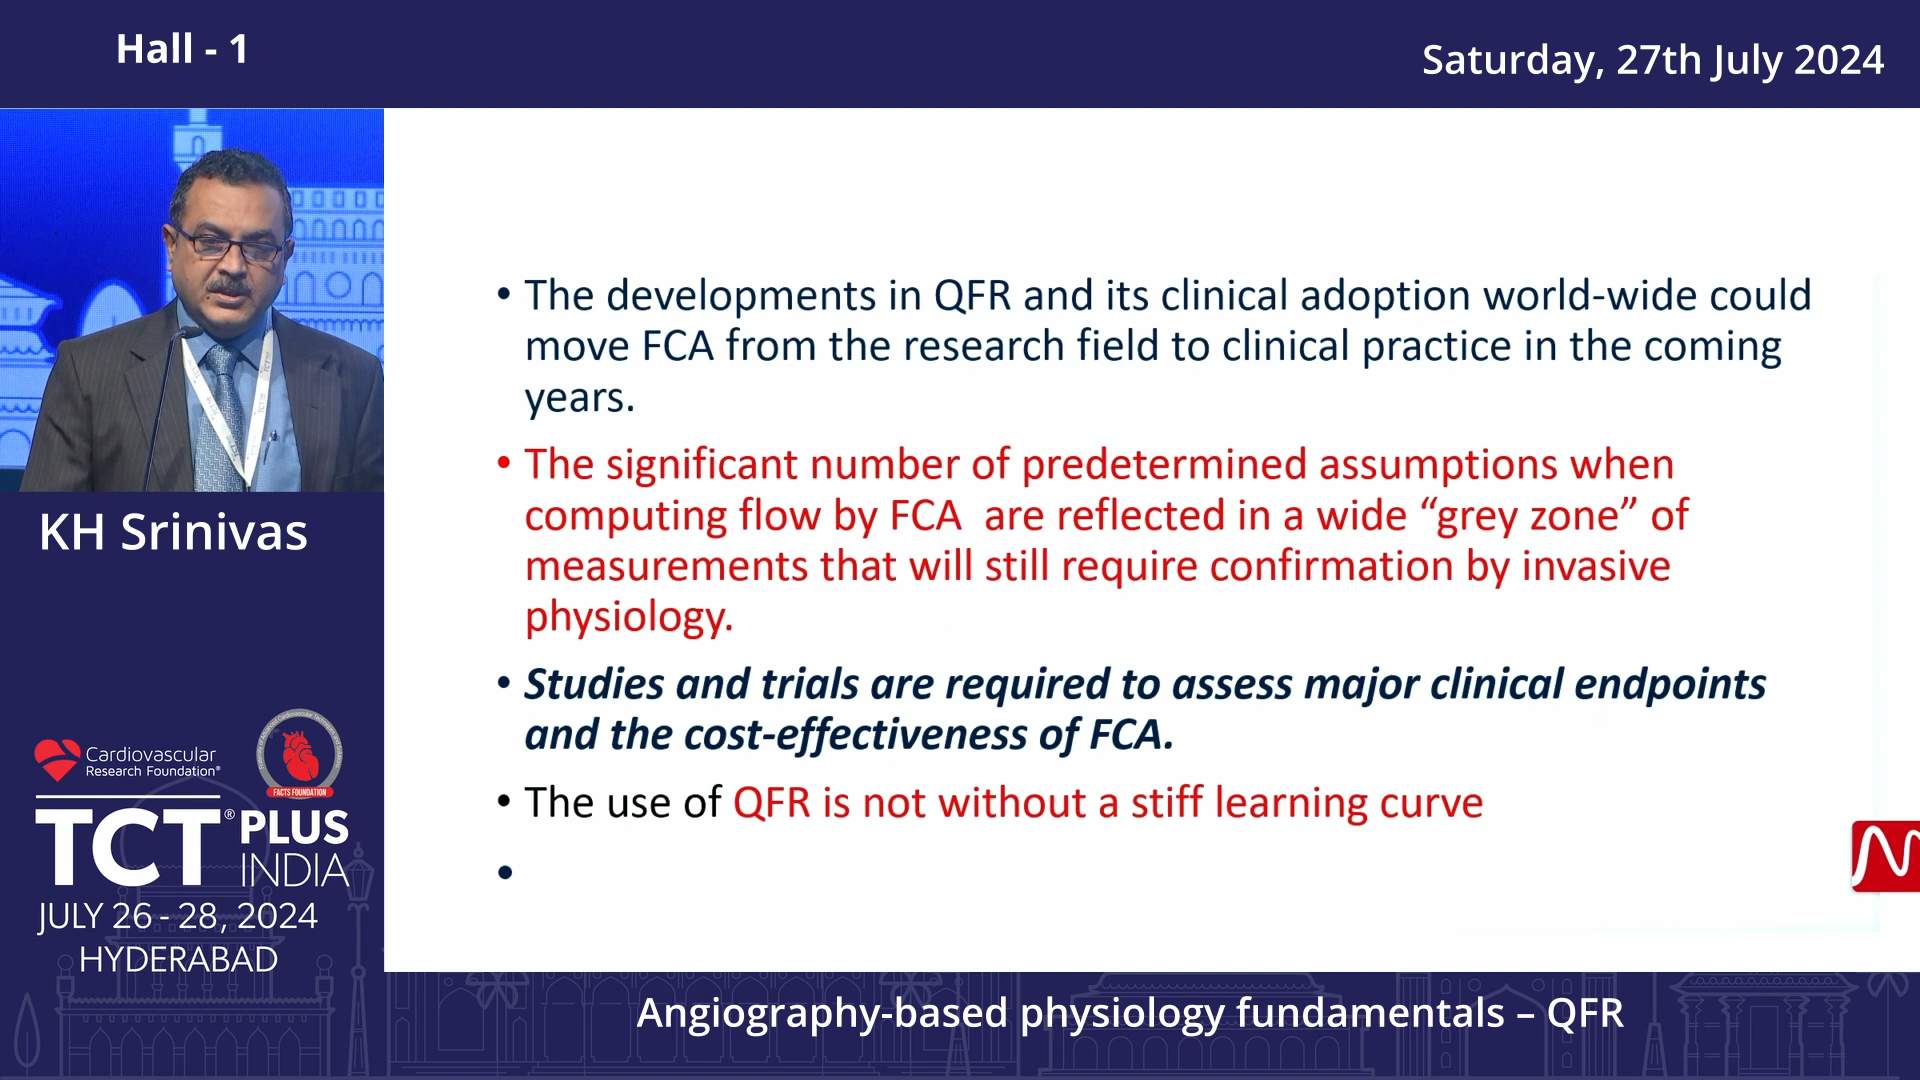 Hall - 1
Saturday, 27th July 2024
• The developments in QFR and its clinical adoption world-wide could
move FCA from the research field to clinical practice in the coming
years.
• The significant number of predetermined assumptions when
computing flow by FCA  are reflected in a wide “grey zone” of
measurements that will still require confirmation by invasive
physiology.
• Studies and trials are required to assess major clinical endpoints
and the cost-effectiveness of FCA.
• The use of QFR is not without a stiff learning curve
•
KH Srinivas
Cardiovascular
Research Foundation®
FACTS FOUNDATION
TCT® PLUS
INDIA
JULY 26 - 28, 2024
HYDERABAD
Angiography-based physiology fundamentals – QFR